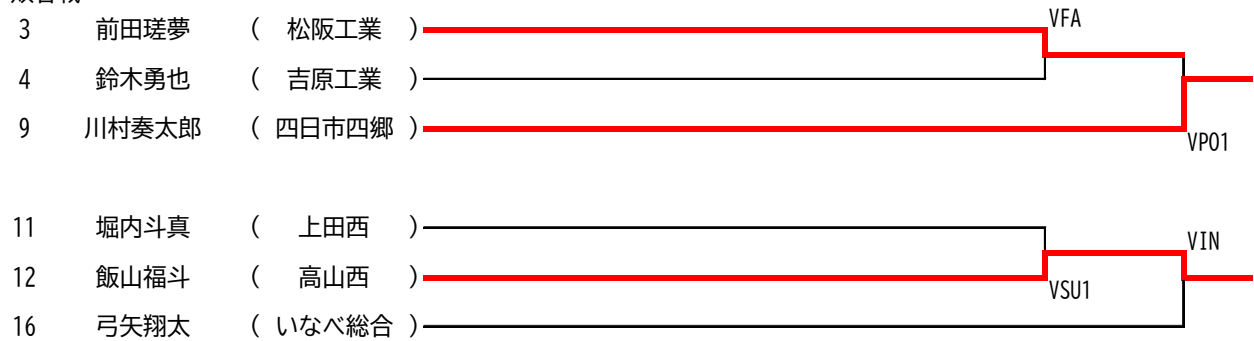 3 前田瑳夢 ( 松阪工業 ) VFA
4 鈴木勇也 ( 吉原工業 )
9 川村奏太郎 ( 四日市四郷 ) VPO1
11 堀内斗真 ( 上田西 ) VIN
12 飯山福斗 ( 高山西 ) VSU1
16 弓矢翔太 ( いなべ総合 )